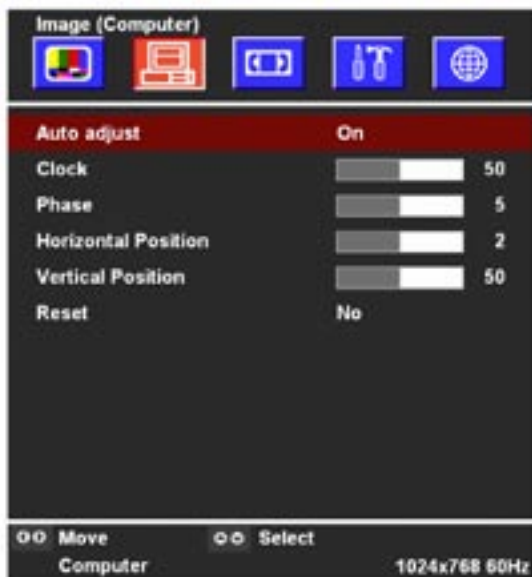 Image (Computer)
Auto adjust On
Clock 50
Phase 5
Horizontal Position 2
Vertical Position 50
Reset No
Move Select
Computer 1024x768 60Hz